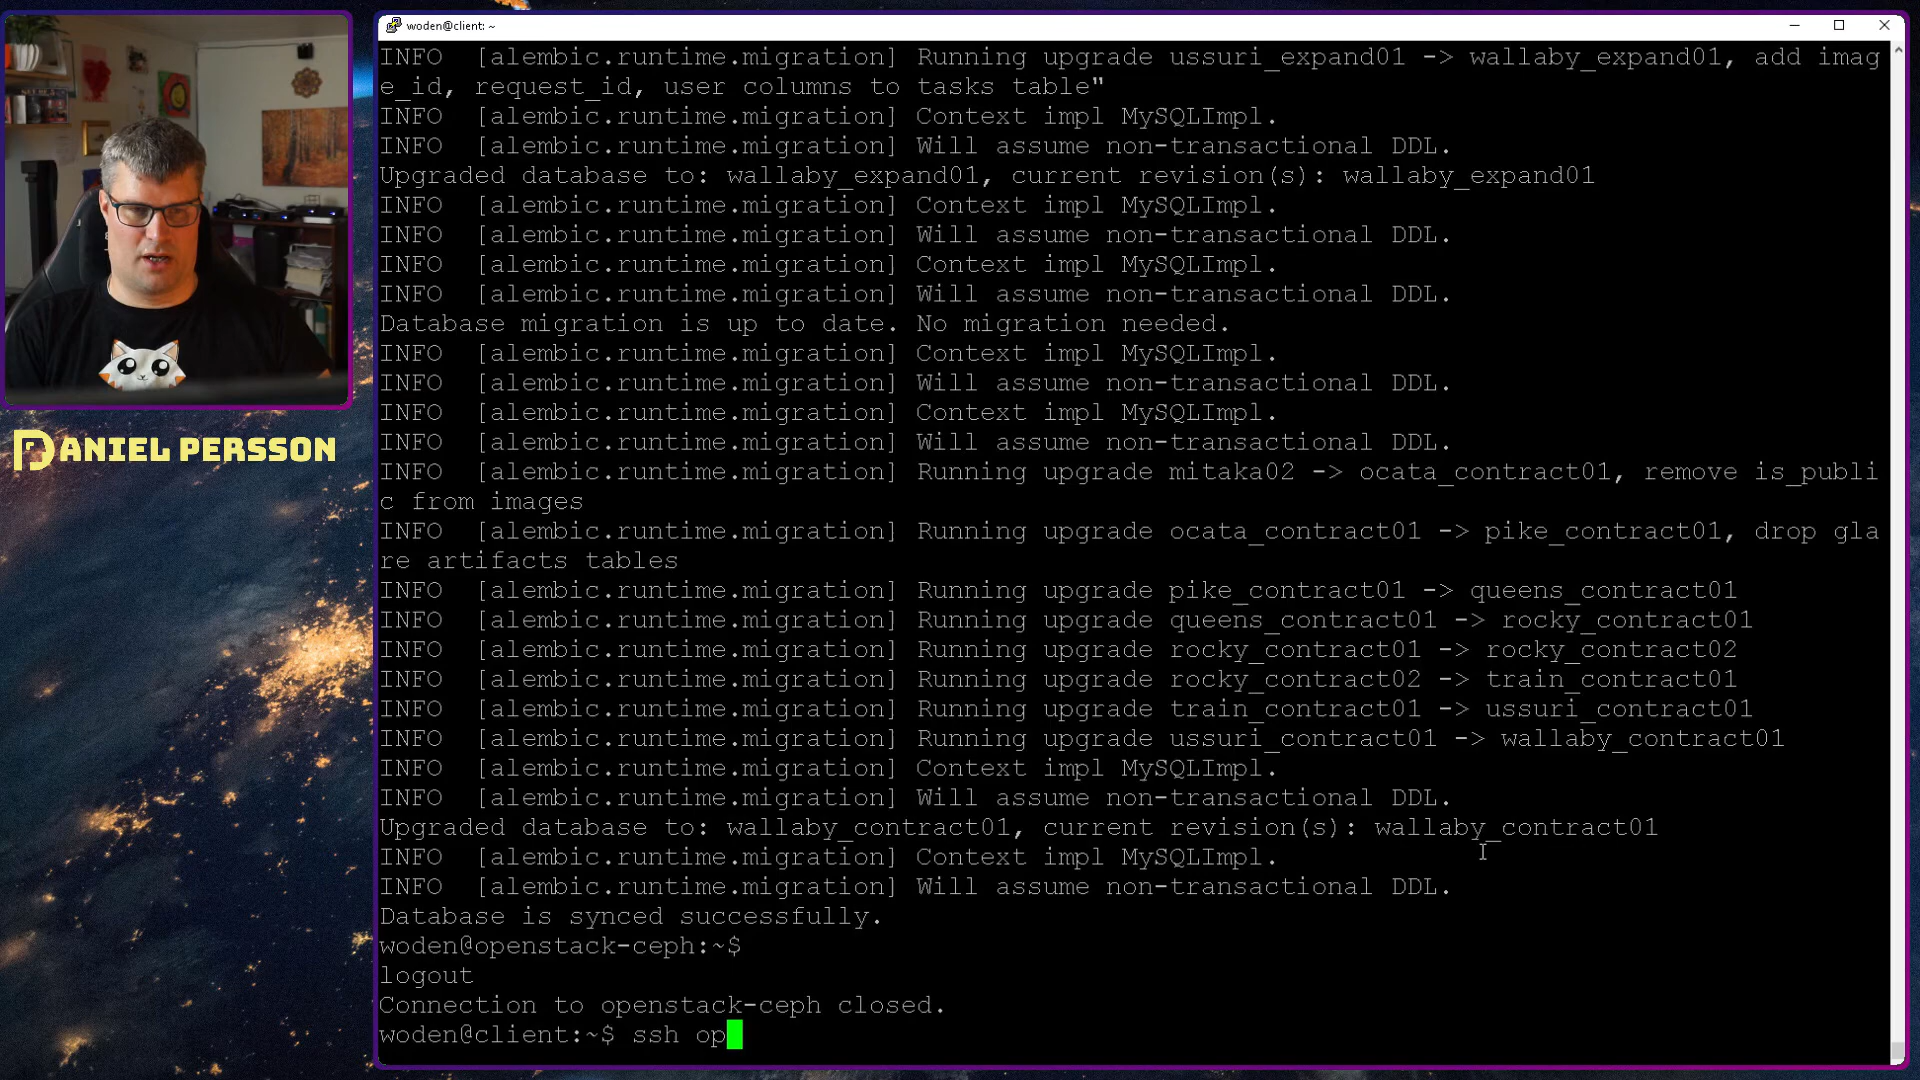 woden@client: ~
INFO  [alembic.runtime.migration] Running upgrade ussuri_expand01 -> wallaby_expand01, add imag
e_id, request_id, user columns to tasks table"
INFO  [alembic.runtime.migration] Context impl MySQLImpl.
INFO  [alembic.runtime.migration] Will assume non-transactional DDL.
Upgraded database to: wallaby_expand01, current revision(s): wallaby_expand01
INFO  [alembic.runtime.migration] Context impl MySQLImpl.
INFO  [alembic.runtime.migration] Will assume non-transactional DDL.
INFO  [alembic.runtime.migration] Context impl MySQLImpl.
INFO  [alembic.runtime.migration] Will assume non-transactional DDL.
Database migration is up to date. No migration needed.
INFO  [alembic.runtime.migration] Context impl MySQLImpl.
INFO  [alembic.runtime.migration] Will assume non-transactional DDL.
INFO  [alembic.runtime.migration] Context impl MySQLImpl.
INFO  [alembic.runtime.migration] Will assume non-transactional DDL.
INFO  [alembic.runtime.migration] Running upgrade mitaka02 -> ocata_contract01, remove is_publi
c from images
INFO  [alembic.runtime.migration] Running upgrade ocata_contract01 -> pike_contract01, drop gla
re artifacts tables
INFO  [alembic.runtime.migration] Running upgrade pike_contract01 -> queens_contract01
INFO  [alembic.runtime.migration] Running upgrade queens_contract01 -> rocky_contract01
INFO  [alembic.runtime.migration] Running upgrade rocky_contract01 -> rocky_contract02
INFO  [alembic.runtime.migration] Running upgrade rocky_contract02 -> train_contract01
INFO  [alembic.runtime.migration] Running upgrade train_contract01 -> ussuri_contract01
INFO  [alembic.runtime.migration] Running upgrade ussuri_contract01 -> wallaby_contract01
INFO  [alembic.runtime.migration] Context impl MySQLImpl.
INFO  [alembic.runtime.migration] Will assume non-transactional DDL.
Upgraded database to: wallaby_contract01, current revision(s): wallaby_contract01
INFO  [alembic.runtime.migration] Context impl MySQLImpl.
INFO  [alembic.runtime.migration] Will assume non-transactional DDL.
Database is synced successfully.
woden@openstack-ceph:~$
logout
Connection to openstack-ceph closed.
woden@client:~$ ssh op
DANIEL PERSSON